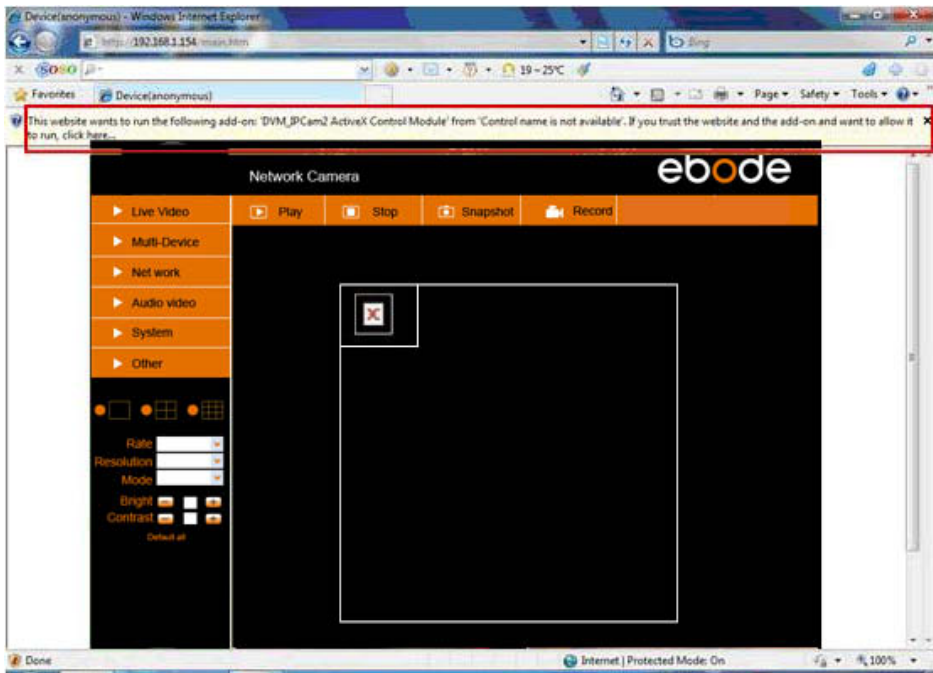 Device(anonymous) - Windows Internet Explorer
http://192.168.1.154/main.htm
Bing
SOSO
19~25℃
Favorites
Device(anonymous)
Page
Safety
Tools
This website wants to run the following add-on: 'DVM_IPCam2 ActiveX Control Module' from 'Control name is not available'. If you trust the website and the add-on and want to allow it
to run, click here...
Network Camera
ebode
Live Video
Play
Stop
Snapshot
Record
Multi-Device
Net work
Audio video
System
Other
Rate
Resolution
Mode
Bright
Contrast
Default all
Done
Internet | Protected Mode: On
100%